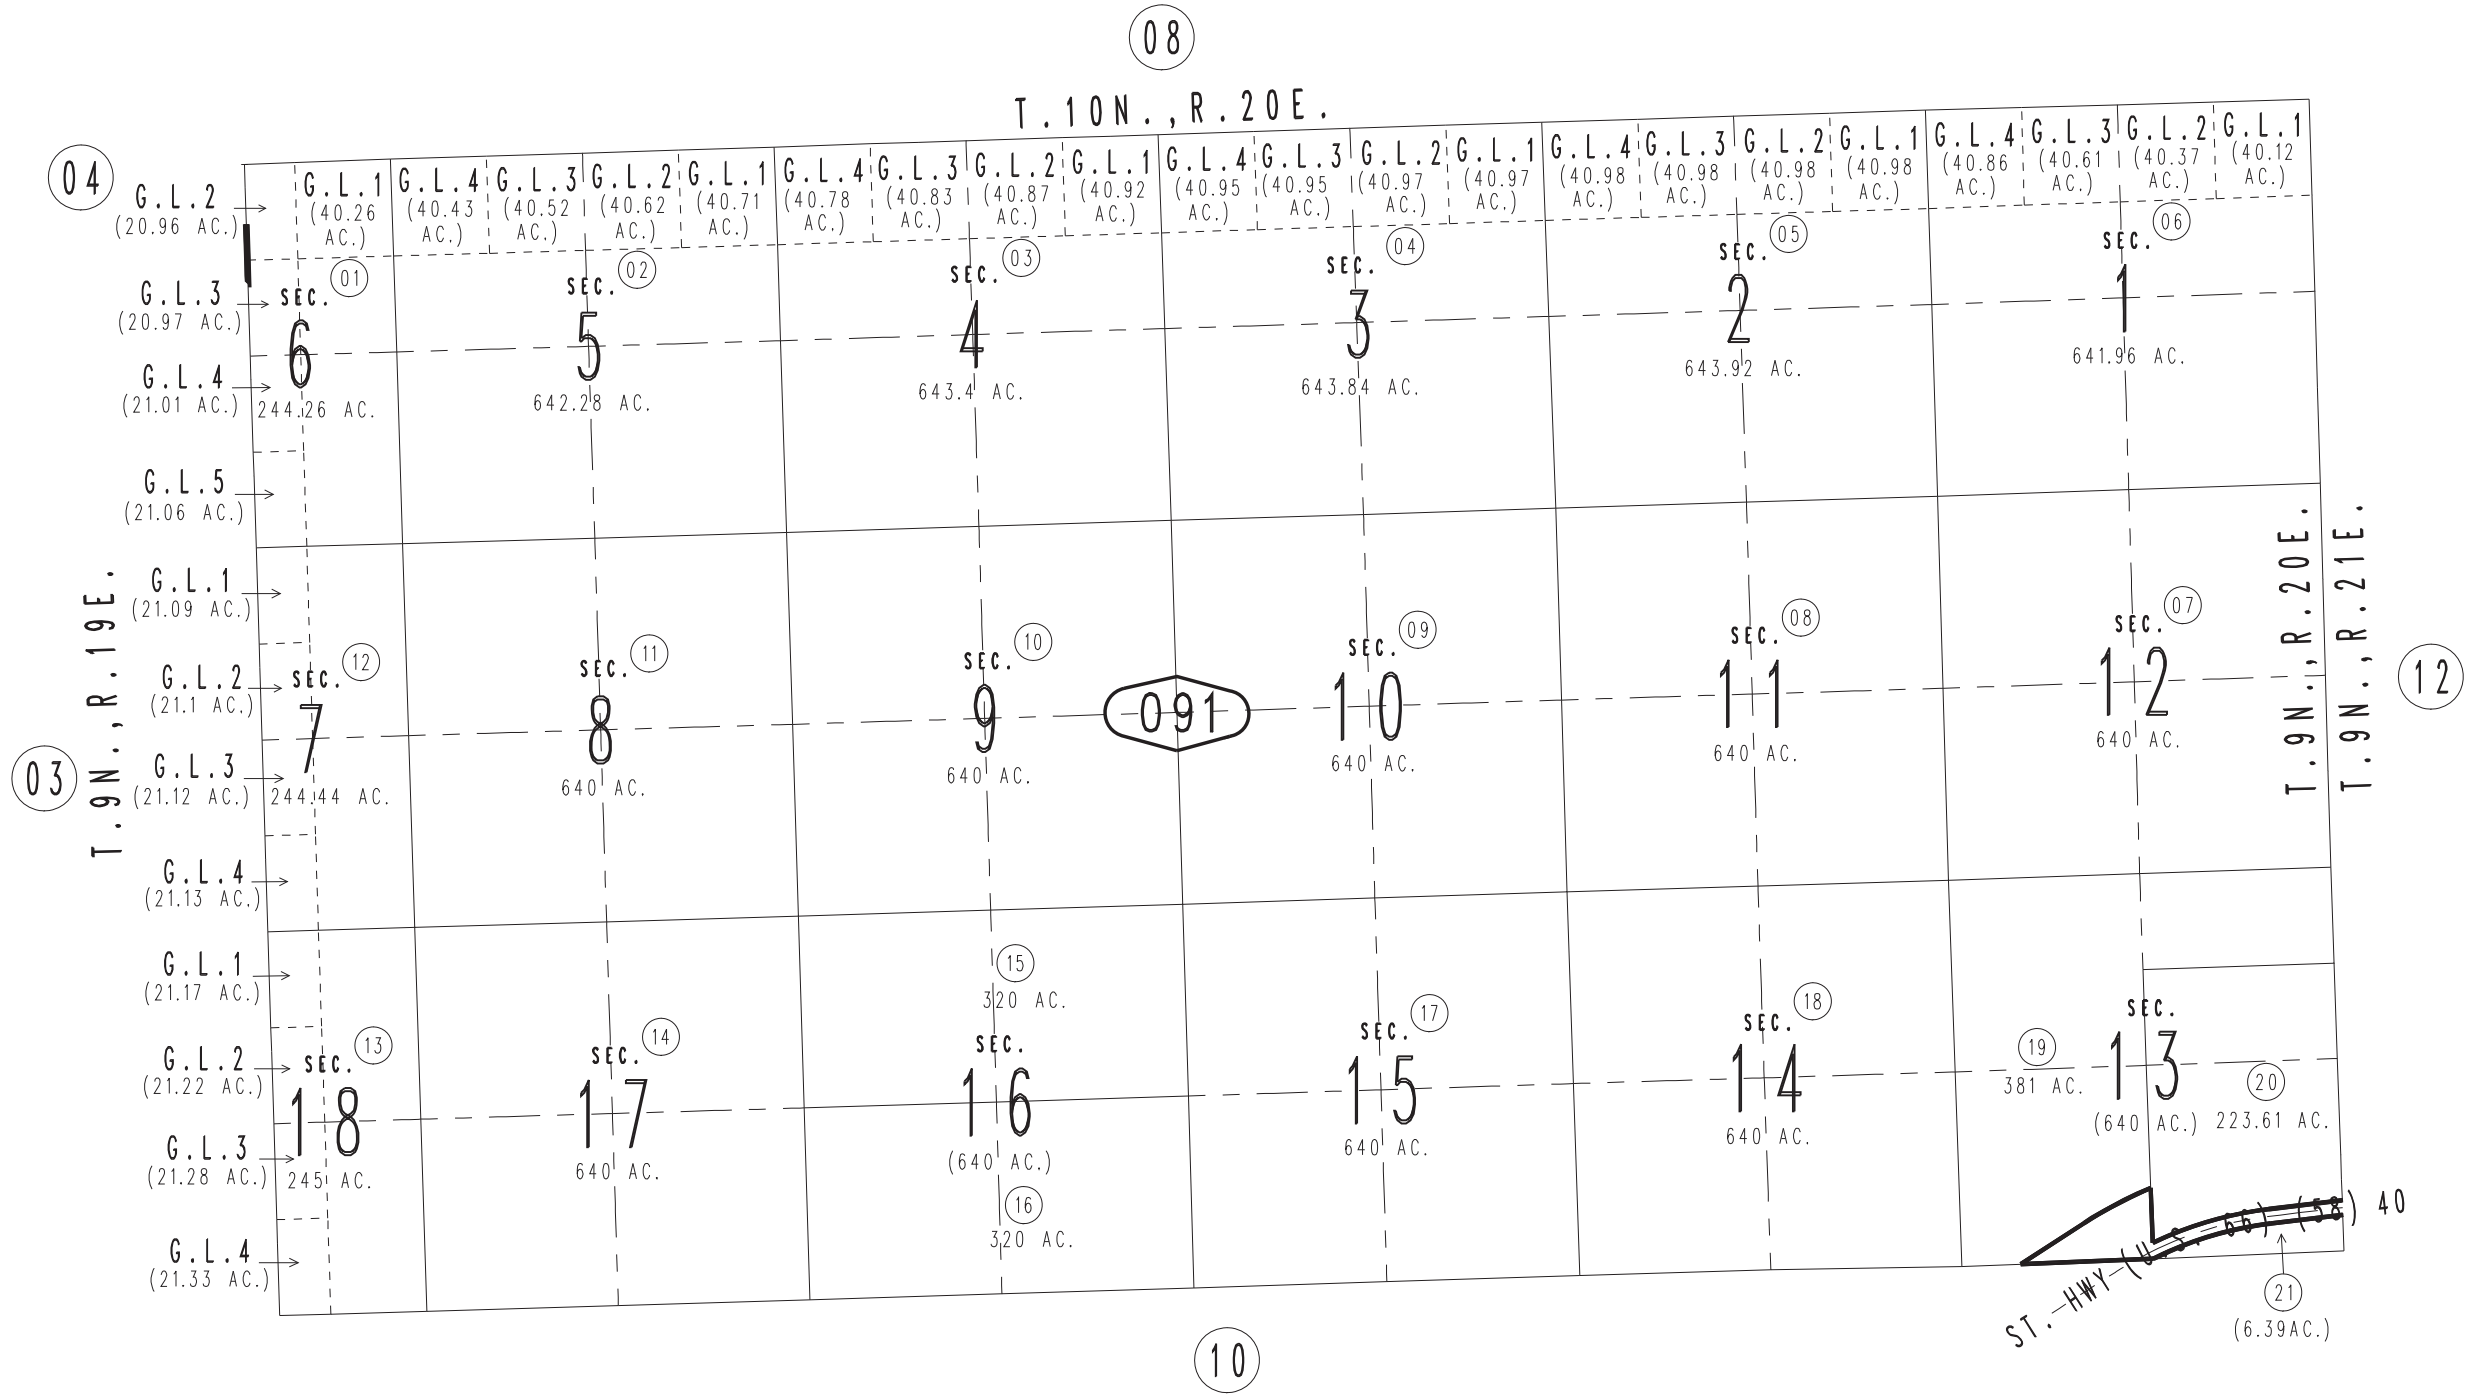 08
T.10N.,R.20E.
04
G.L.2
(20.96 AC.)
G.L.1
(40.26
AC.)
G.L.4
(40.43
AC.)
G.L.3
(40.52
AC.)
G.L.2
(40.62
AC.)
G.L.1
(40.71
AC.)
G.L.4
(40.78
AC.)
G.L.3
(40.83
AC.)
G.L.2
(40.87
AC.)
G.L.1
(40.92
AC.)
G.L.4
(40.95
AC.)
G.L.3
(40.95
AC.)
G.L.2
(40.97
AC.)
G.L.1
(40.97
AC.)
G.L.4
(40.98
AC.)
G.L.3
(40.98
AC.)
G.L.2
(40.98
AC.)
G.L.1
(40.98
AC.)
G.L.4
(40.86
AC.)
G.L.3
(40.61
AC.)
G.L.2
(40.37
AC.)
G.L.1
(40.12
AC.)
G.L.3
(20.97 AC.)
G.L.4
(21.01 AC.)
G.L.5
(21.06 AC.)
SEC. 01
6
244.26 AC.
SEC. 02
5
642.28 AC.
SEC. 03
4
643.4 AC.
SEC. 04
3
643.84 AC.
SEC. 05
2
643.92 AC.
SEC. 06
1
641.96 AC.
T.9N.,R.19E.
03
G.L.1
(21.09 AC.)
G.L.2
(21.1 AC.)
G.L.3
(21.12 AC.)
G.L.4
(21.13 AC.)
SEC. 12
7
244.44 AC.
SEC. 11
8
640 AC.
SEC. 10
9
640 AC.
091
SEC. 09
10
640 AC.
SEC. 08
11
640 AC.
SEC. 07
12
640 AC.
T.9N.,R.20E.
T.9N.,R.21E.
12
G.L.1
(21.17 AC.)
G.L.2
(21.22 AC.)
G.L.3
(21.28 AC.)
G.L.4
(21.33 AC.)
SEC. 13
18
245 AC.
SEC. 14
17
640 AC.
15
320 AC.
SEC.
16
(640 AC.)
16
320 AC.
SEC. 17
15
640 AC.
SEC. 18
14
640 AC.
19
381 AC.
SEC.
13
(640 AC.)
20
223.61 AC.
ST. HWY (U.S. 66) (58) 40
21
(6.39AC.)
10